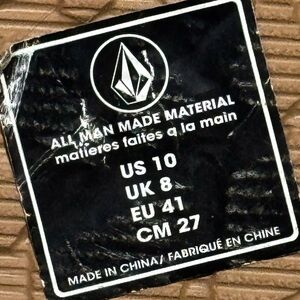 ALL MAN MADE MATERIAL
matieres faites a la main
US 10
UK 8
EU 41
CM 27
MADE IN CHINA/ FABRIQUÉ EN CHINE